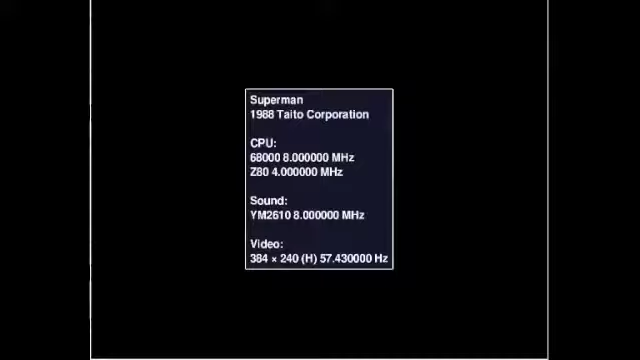 Superman
1988 Taito Corporation
CPU:
68000 8.000000 MHz
Z80 4.000000 MHz
Sound:
YM2610 8.000000 MHz
Video:
384 × 240 (H) 57.430000 Hz